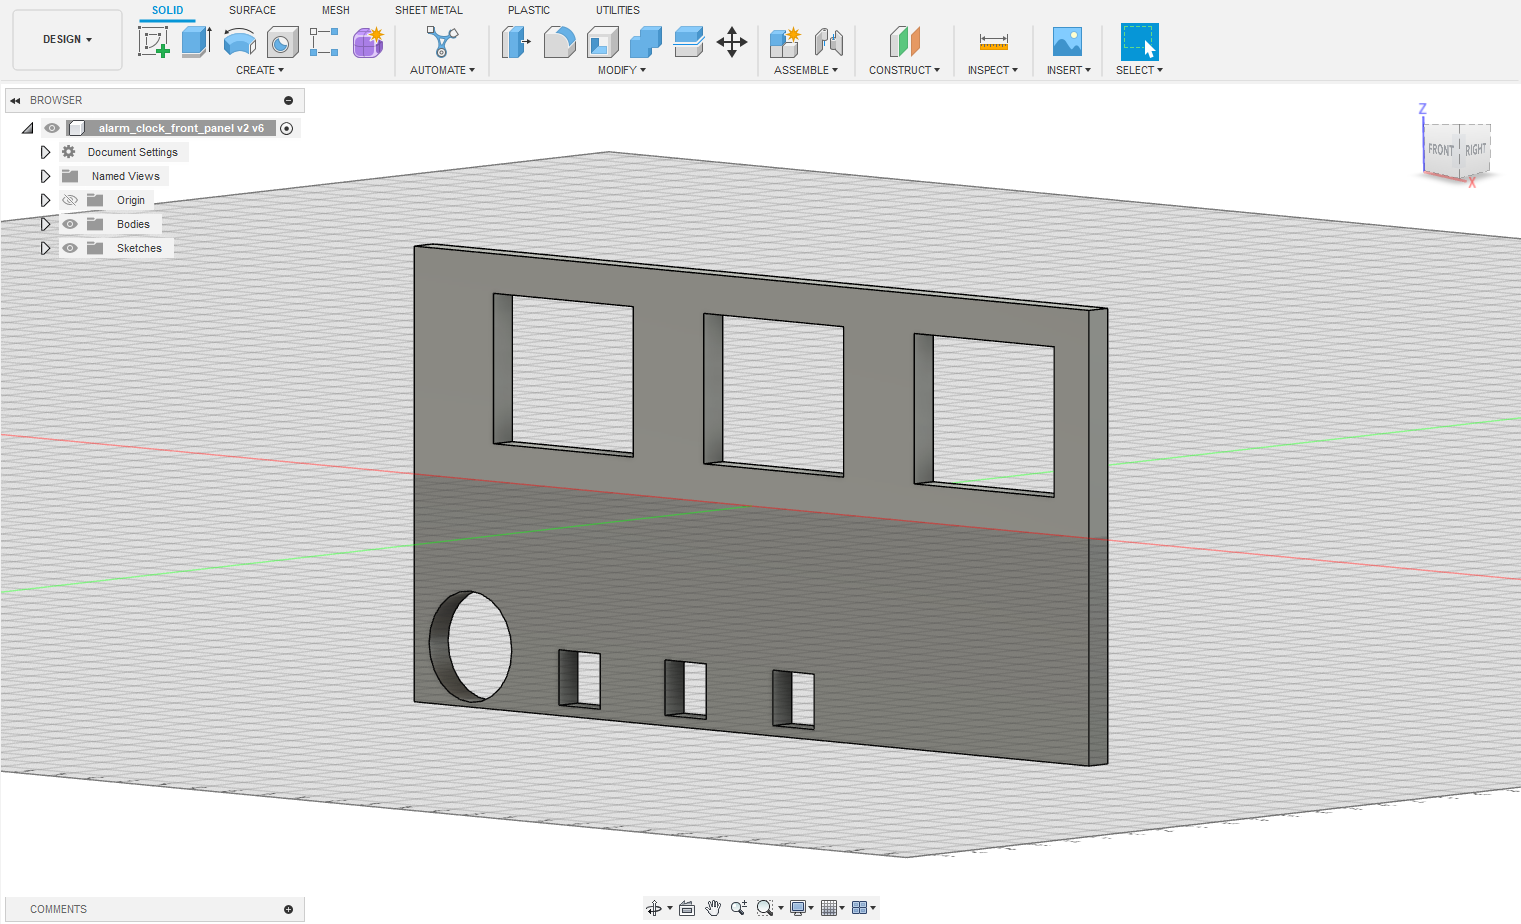 SOLID SURFACE MESH SHEET METAL PLASTIC UTILITIES
DESIGN
CREATE AUTOMATE MODIFY ASSEMBLE CONSTRUCT INSPECT INSERT SELECT
BROWSER
alarm_clock_front_panel v2 v6
Document Settings
Named Views
Origin
Bodies
Sketches
Z
FRONT RIGHT
X
COMMENTS